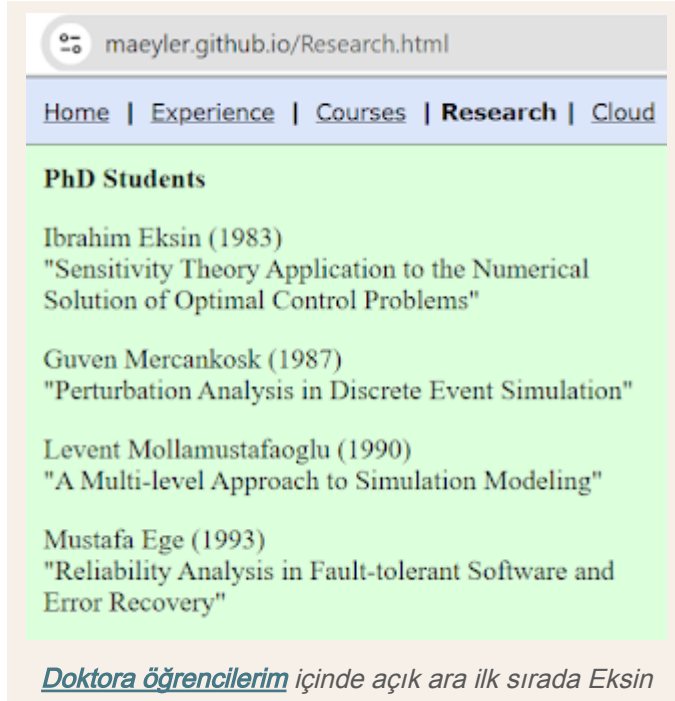 maeyler.github.io/Research.html
Home | Experience | Courses | Research | Cloud
PhD Students
Ibrahim Eksin (1983)
"Sensitivity Theory Application to the Numerical
Solution of Optimal Control Problems"
Guven Mercankosk (1987)
"Perturbation Analysis in Discrete Event Simulation"
Levent Mollamustafaoglu (1990)
"A Multi-level Approach to Simulation Modeling"
Mustafa Ege (1993)
"Reliability Analysis in Fault-tolerant Software and
Error Recovery"
Doktora öğrencilerim içinde açık ara ilk sırada Eksin